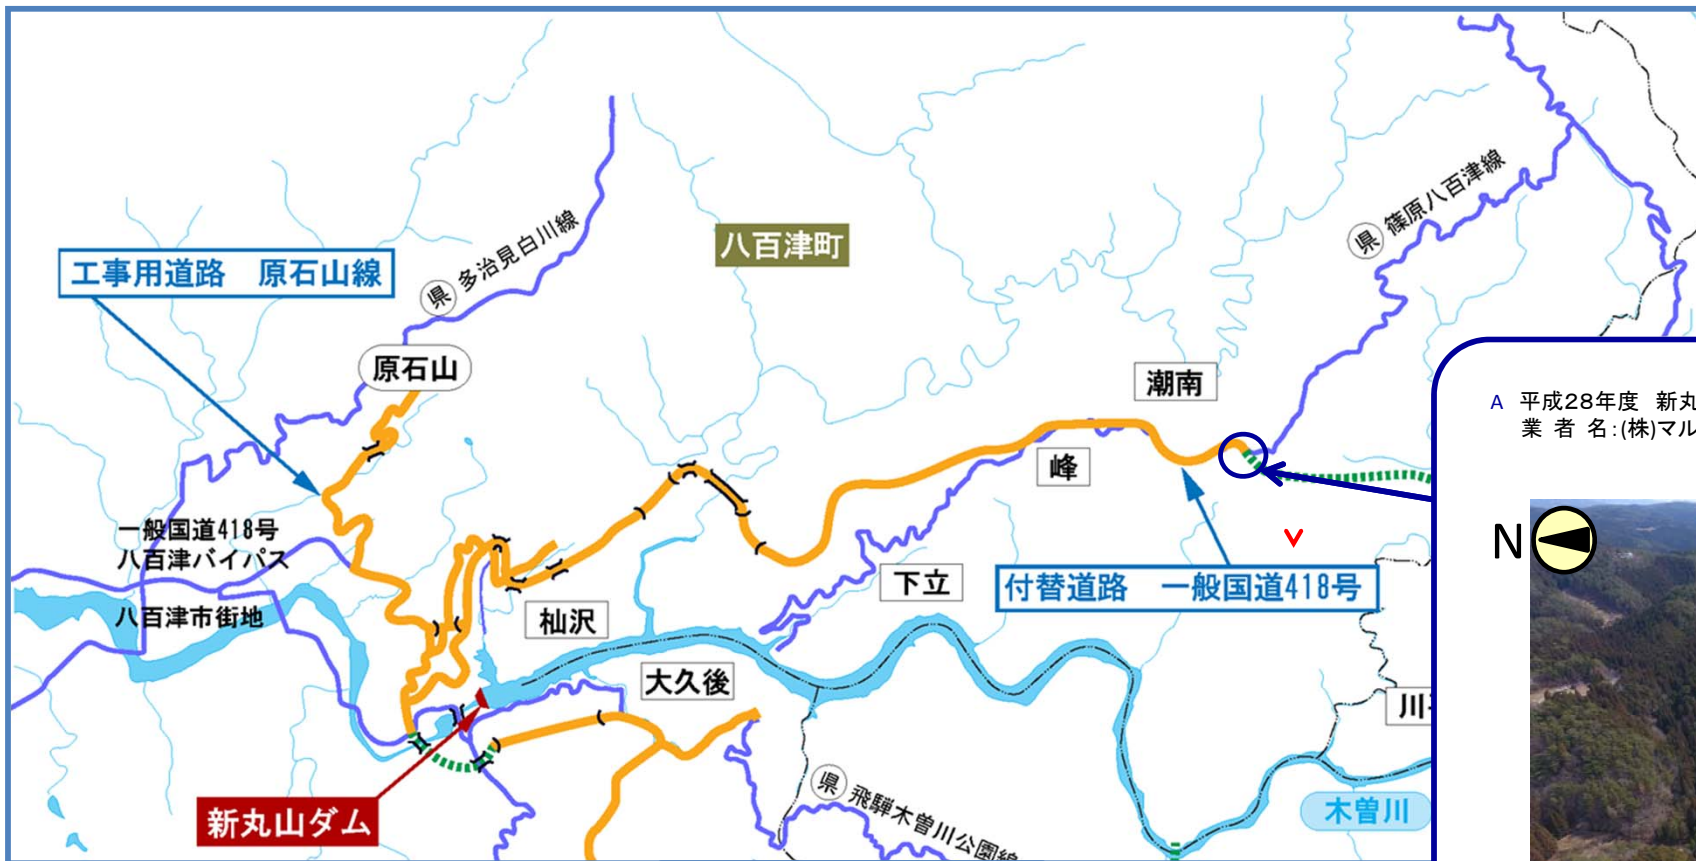 八百津町
県 多治見白川線
県 篠原八百津線
工事用道路　原石山線
原石山
潮南
A 平成28年度 新丸
業 者 名:(株)マル
峰
一般国道418号
八百津バイパス
N
下立
付替道路　一般国道418号
八百津市街地
杣沢
大久後
川
新丸山ダム
県 飛騨木曽川公園線
木曽川